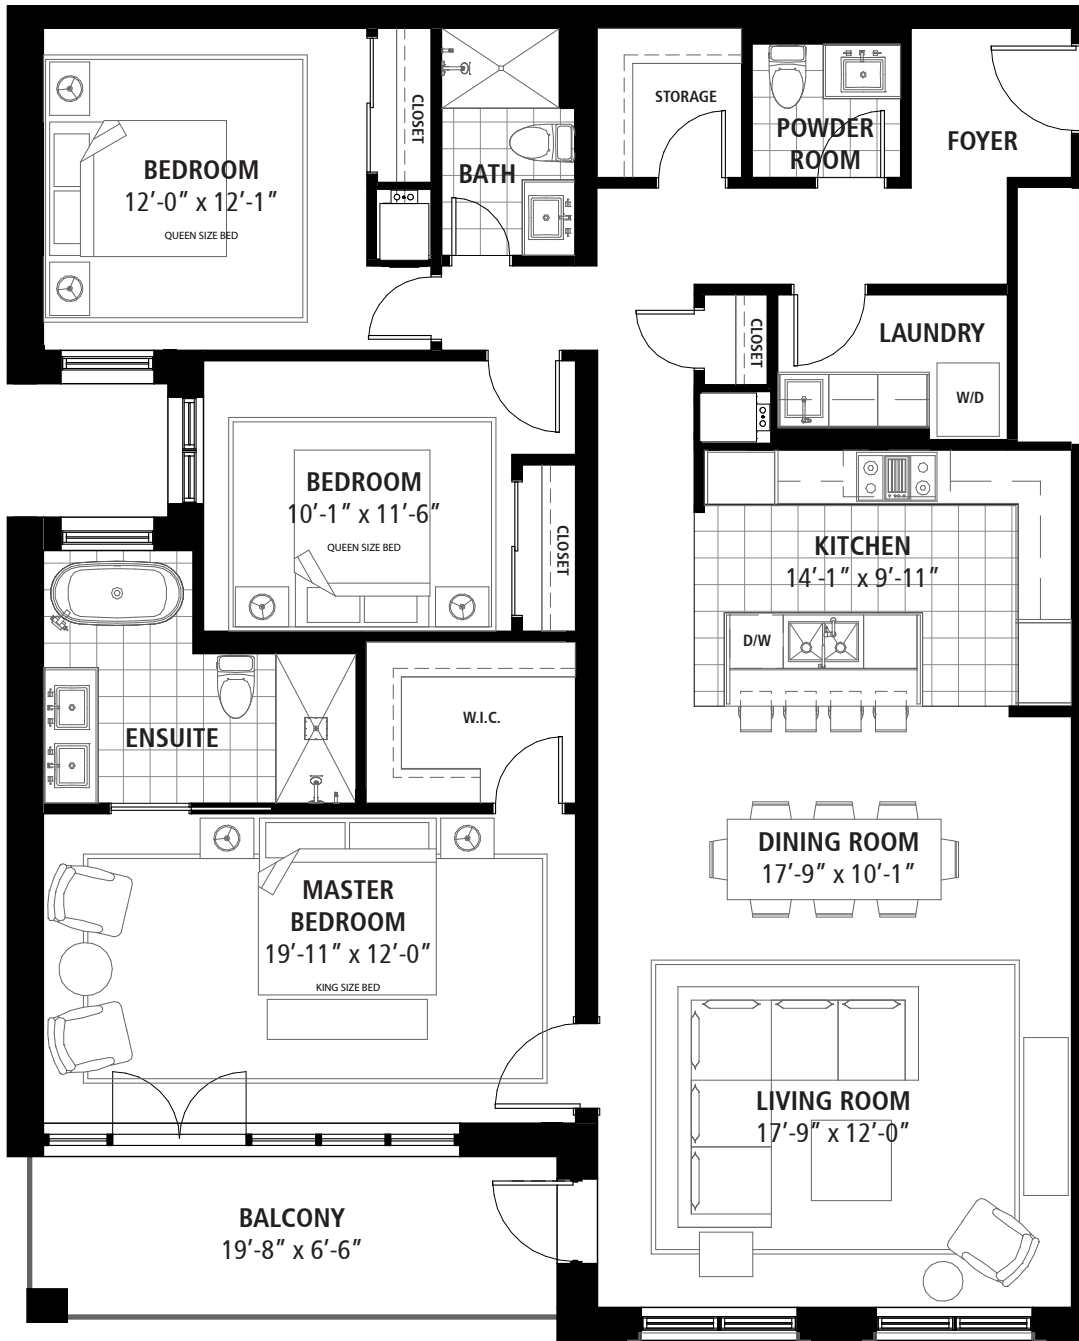 BEDROOM
12'-0" x 12'-1"
QUEEN SIZE BED
CLOSET
BATH
STORAGE
POWDER
ROOM
FOYER
CLOSET
LAUNDRY
W/D
BEDROOM
10'-1" x 11'-6"
QUEEN SIZE BED
CLOSET
KITCHEN
14'-1" x 9'-11"
D/W
ENSUITE
W.I.C.
MASTER
BEDROOM
19'-11" x 12'-0"
KING SIZE BED
DINING ROOM
17'-9" x 10'-1"
LIVING ROOM
17'-9" x 12'-0"
BALCONY
19'-8" x 6'-6"